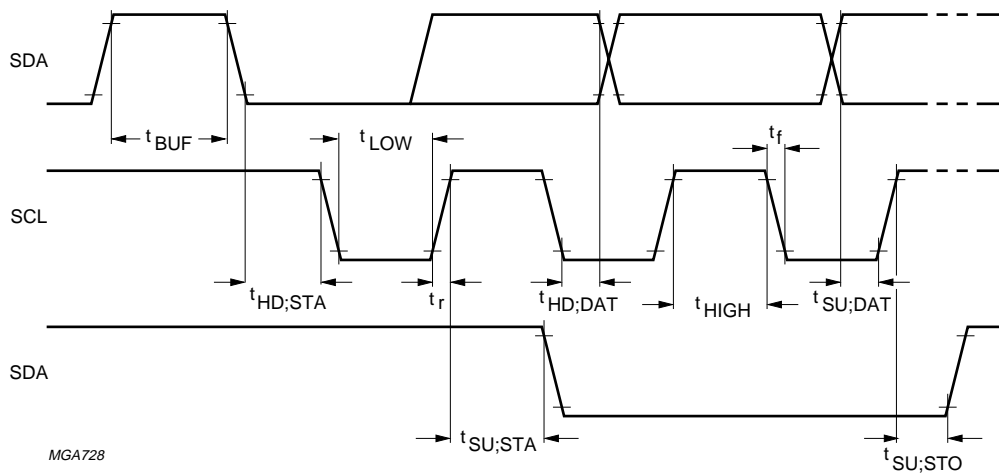 SDA
t BUF
t LOW
t f
SCL
t HD;STA
t r
t HD;DAT
t HIGH
t SU;DAT
SDA
t SU;STA
t SU;STO
MGA728